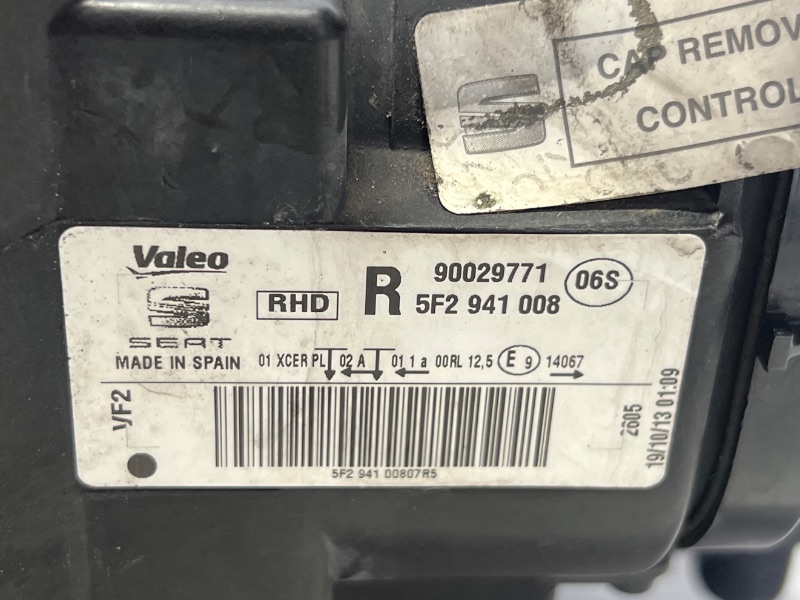 CAP REMOV
CONTROL
Valeo
SEAT
MADE IN SPAIN
RHD
R
90029771
06S
5F2 941 008
01 XCER PL 02 A 01 1 a 00RL 12,5 E 9 14067
VF2
5F2 941 00807R5
2605
19/10/13 01:09